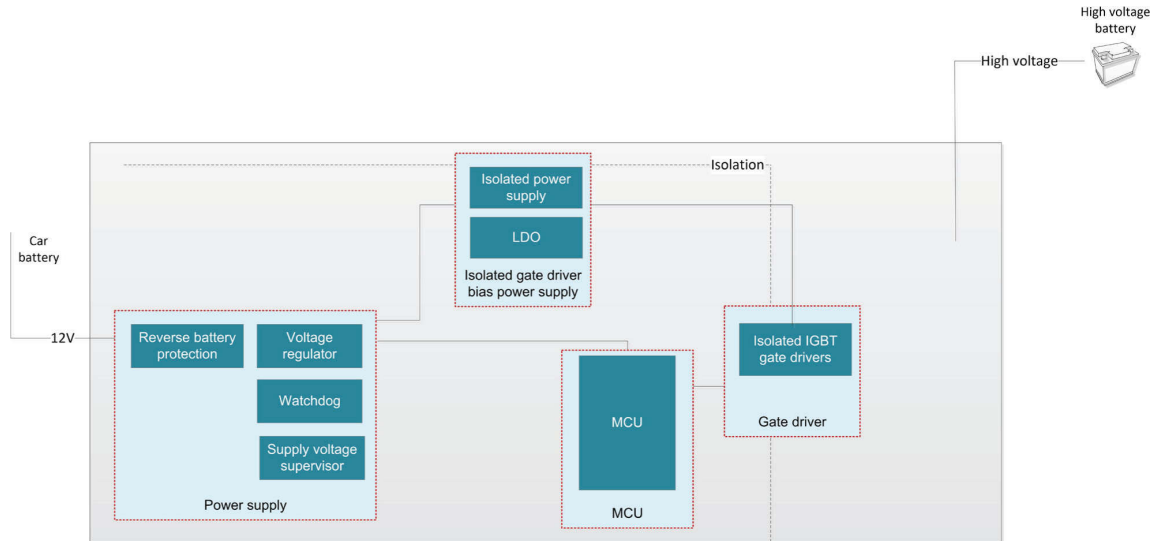 High voltage
battery
High voltage
Isolation
Isolated power
supply
LDO
Isolated gate driver
bias power supply
Car
battery
12V
Reverse battery
protection
Voltage
regulator
Watchdog
Supply voltage
supervisor
Power supply
MCU
MCU
Isolated IGBT
gate drivers
Gate driver